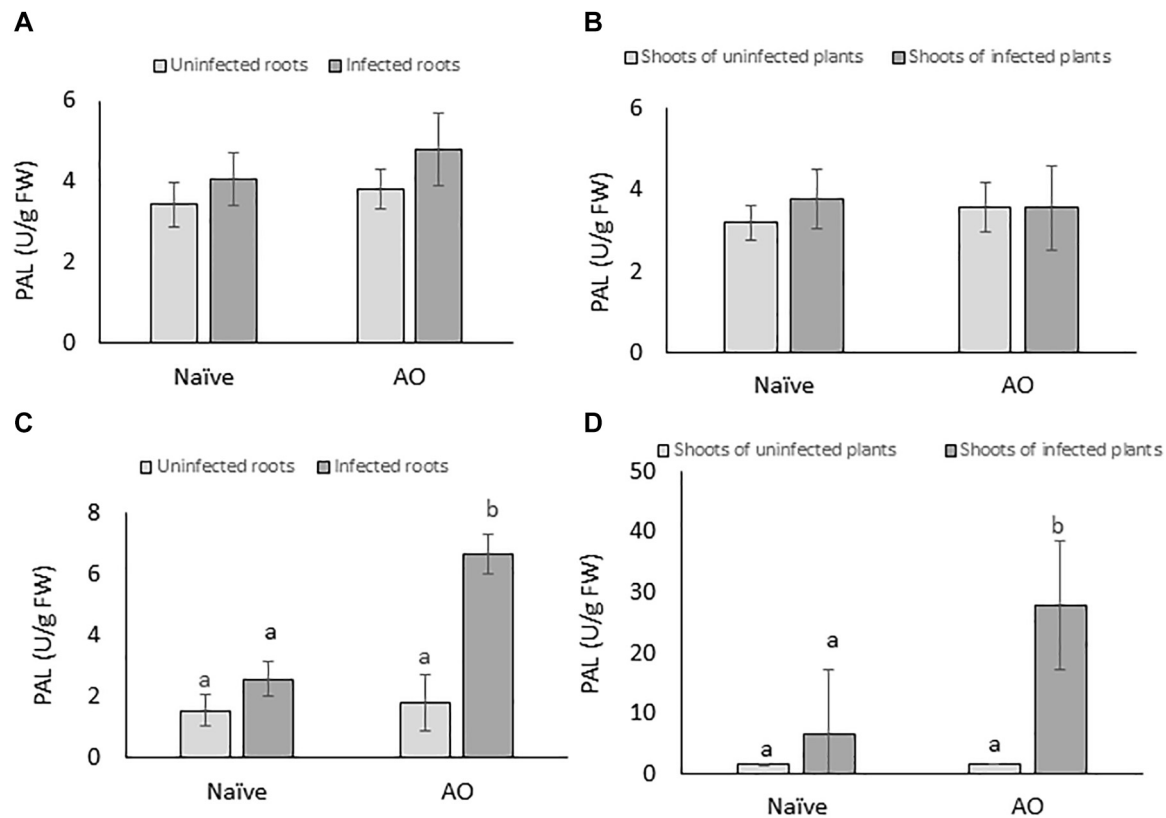 A
Uninfected roots Infected roots
PAL (U/g FW)
6
4
2
0
Naïve AO
B
Shoots of uninfected plants Shoots of infected plants
PAL (U/g FW)
6
4
2
0
Naïve AO
C
Uninfected roots Infected roots
PAL (U/g FW)
8
6
4
2
0
a a a b
Naïve AO
D
Shoots of uninfected plants Shoots of infected plants
PAL (U/g FW)
50
40
30
20
10
0
a a a b
Naïve AO